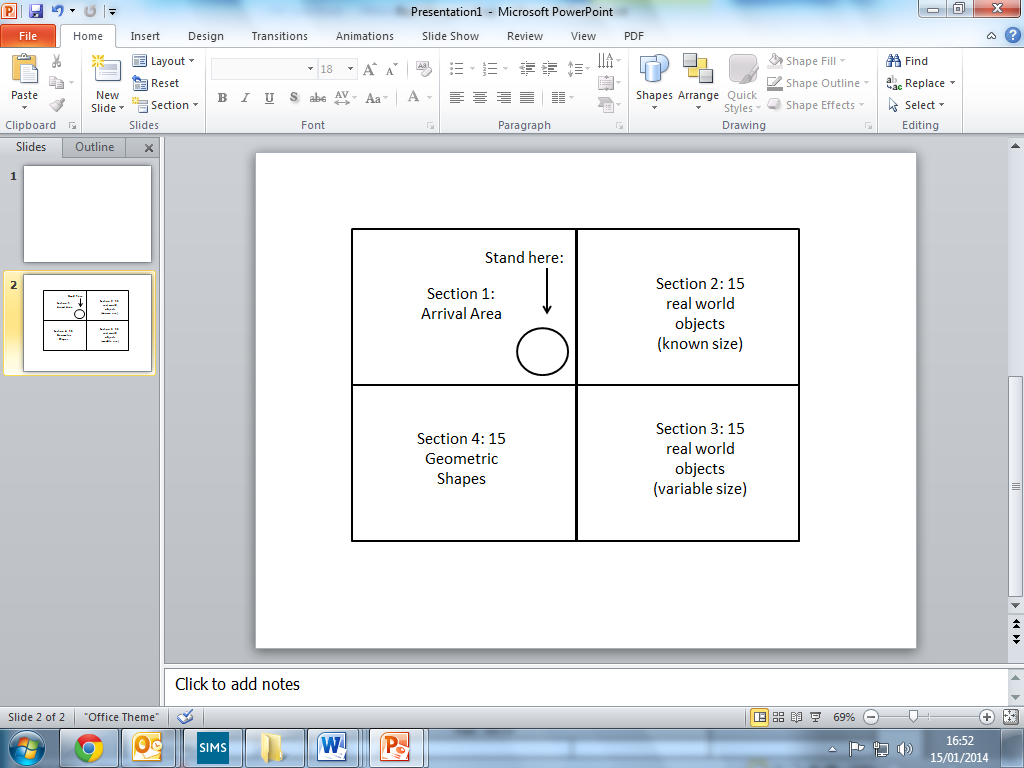 Presentation1 - Microsoft PowerPoint
File Home Insert Design Transitions Animations Slide Show Review View PDF
Paste
Clipboard
New Slide
Layout
Reset
Section
Slides
18
B I U S abc AV Aa A
Font
Paragraph
Shapes Arrange Quick Styles
Shape Fill
Shape Outline
Shape Effects
Drawing
Find
Replace
Select
Editing
Slides Outline
1
2
Stand here:
Section 1:
Arrival Area
Section 2: 15
real world
objects
(known size)
Section 4: 15
Geometric
Shapes
Section 3: 15
real world
objects
(variable size)
Click to add notes
Slide 2 of 2 "Office Theme" 69%
SIMS
16:52
15/01/2014